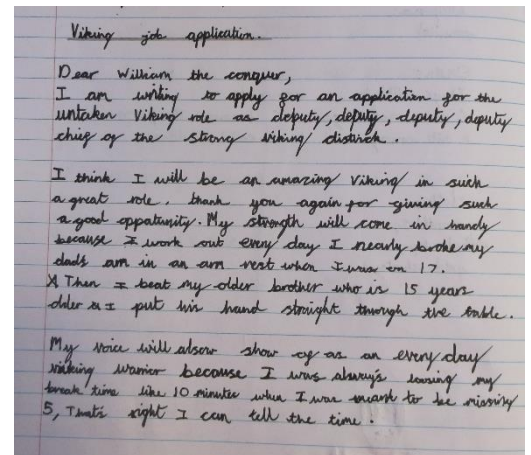 Viking job application.
Dear William the conquer,
I am writing to apply for an application for the
untaken Viking role as deputy, deputy, deputy, deputy
chief of the strong viking distinck.
I think I will be an amazing Viking in such
a great role. thank you again for giving such
a good oppatunity. My strength will come in handy
because I work out every day I nearly broke my
dads arm in an arm rest when I was 17.
Then I beat my older brother who is 15 years
older & I put his hand straight through the table.
My voice will alsow show of as an every day
viking warrior because I was always lousing my
break time like 10 minutes when I was meant to be missing
5, That's right I can tell the time.